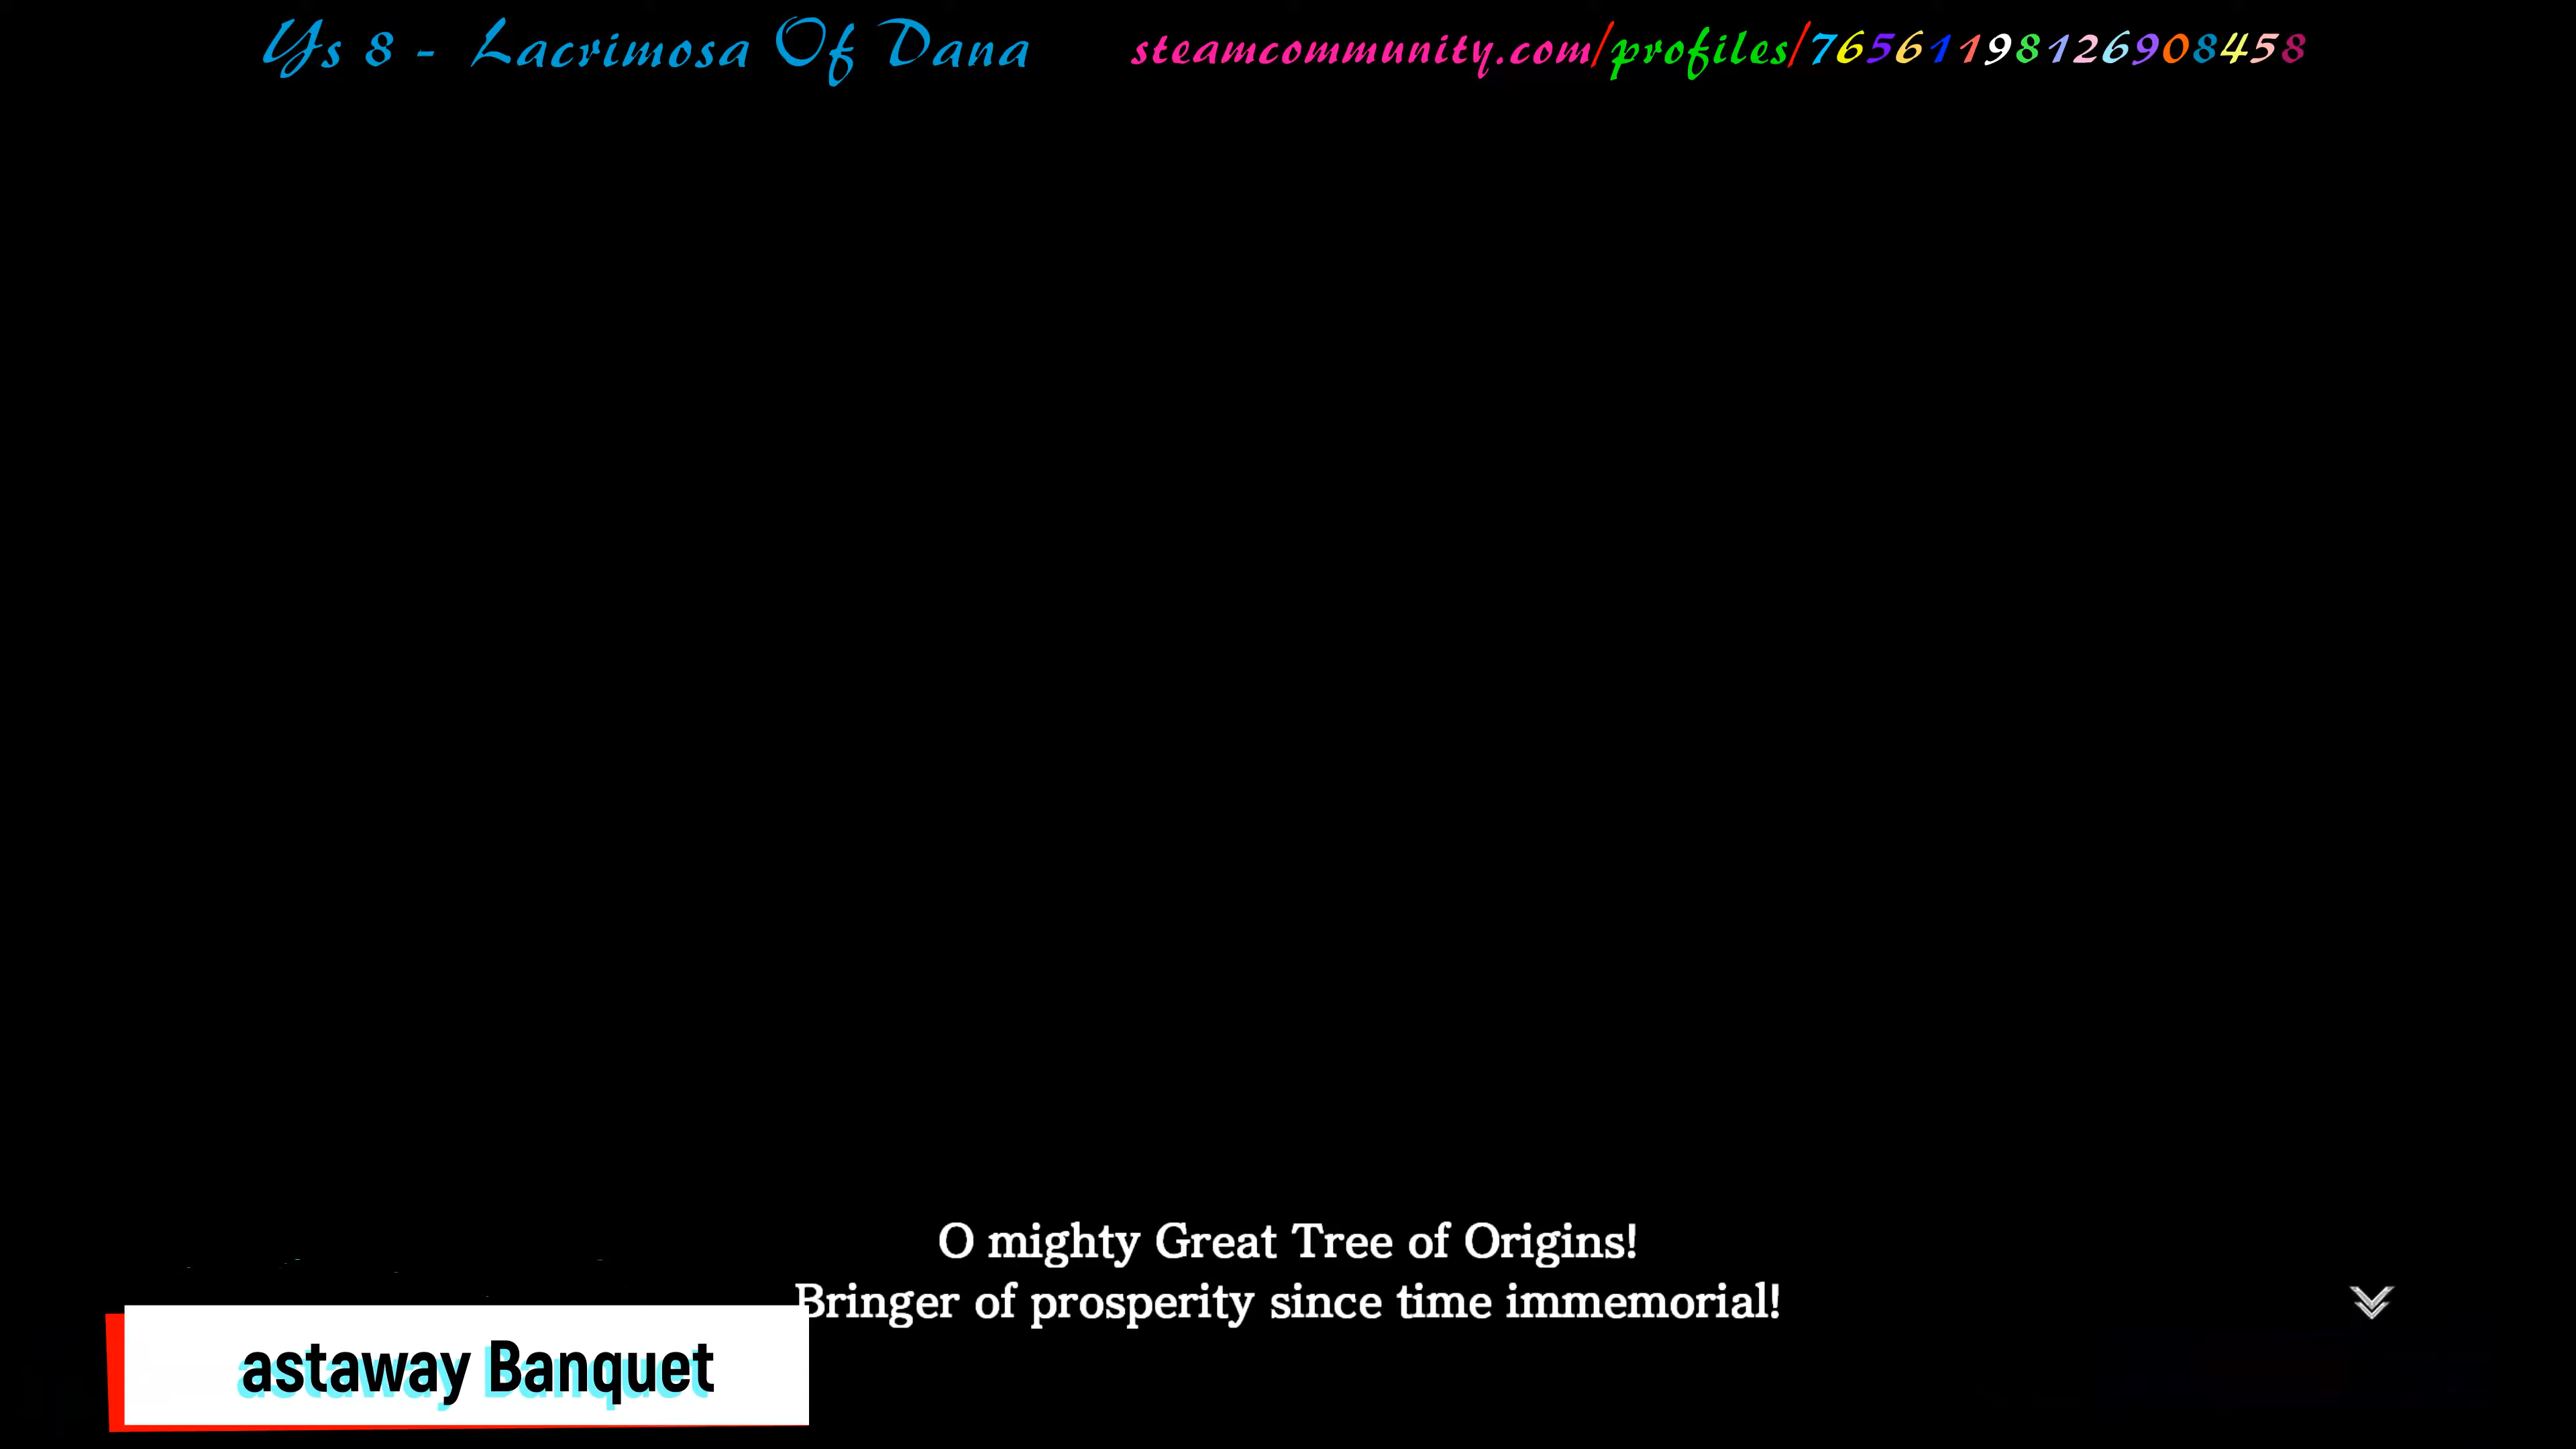 Ys 8 - Lacrimosa Of Dana steamcommunity.com/profiles/76561198126908458
O mighty Great Tree of Origins!
Bringer of prosperity since time immemorial!
astaway Banquet